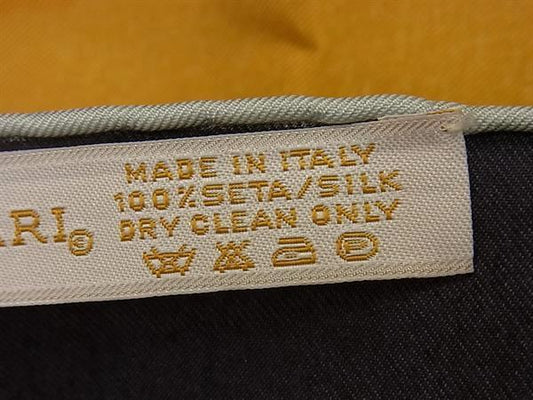 ARI©
MADE IN ITALY
100% SETA/SILK
DRY CLEAN ONLY
P